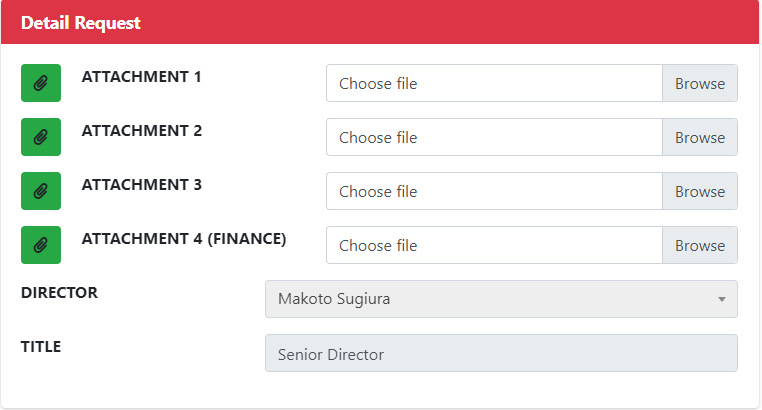 Detail Request
ATTACHMENT 1 Choose file Browse
ATTACHMENT 2 Choose file Browse
ATTACHMENT 3 Choose file Browse
ATTACHMENT 4 (FINANCE) Choose file Browse
DIRECTOR Makoto Sugiura
TITLE Senior Director